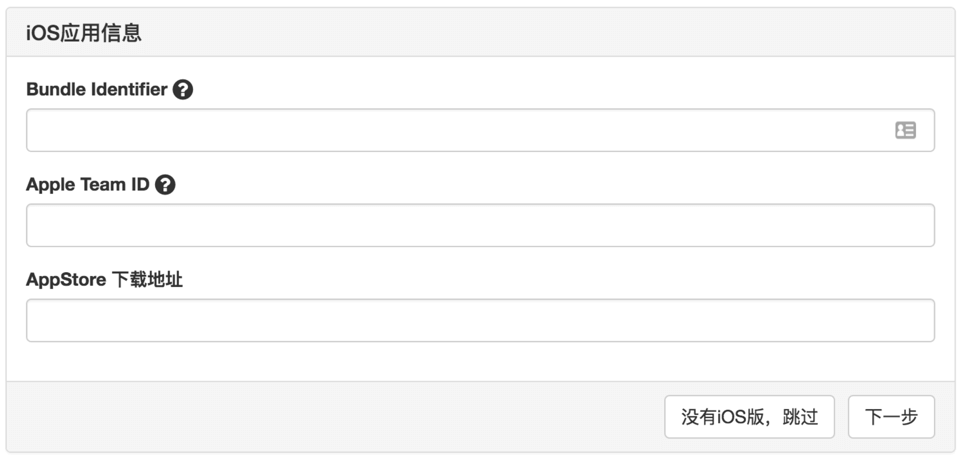 iOS应用信息
Bundle Identifier ?
Apple Team ID ?
AppStore 下载地址
没有iOS版，跳过
下一步